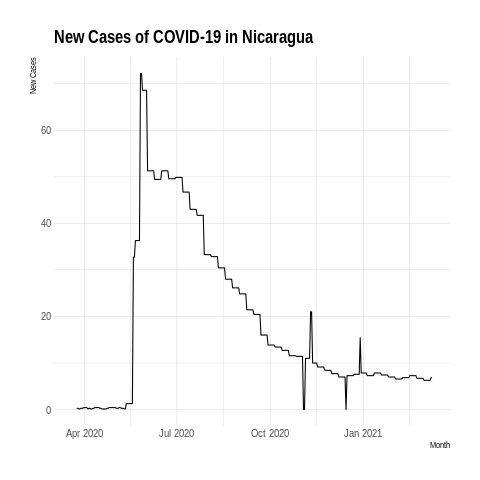 New Cases of COVID-19 in Nicaragua
New Cases
60
40
20
0
Apr 2020
Jul 2020
Oct 2020
Jan 2021
Month